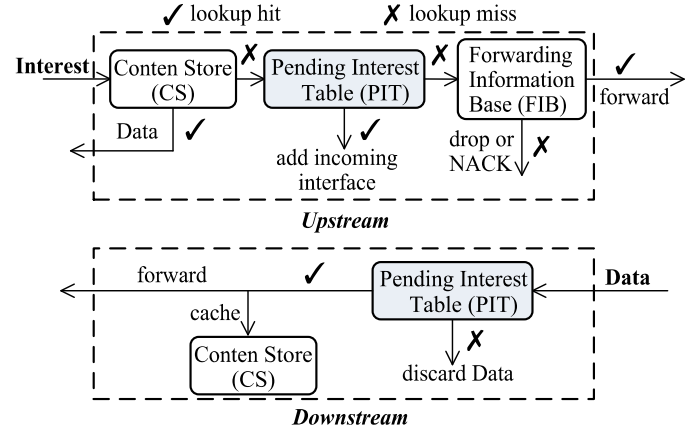 ✓ lookup hit
✗ lookup miss
Interest
Conten Store
(CS)
✗
Pending Interest
Table (PIT)
✗
Forwarding
Information
Base (FIB)
✓
forward
Data
✓
✓
add incoming
interface
drop or
NACK
✗
Upstream
forward
✓
Pending Interest
Table (PIT)
Data
cache
Conten Store
(CS)
✗
discard Data
Downstream